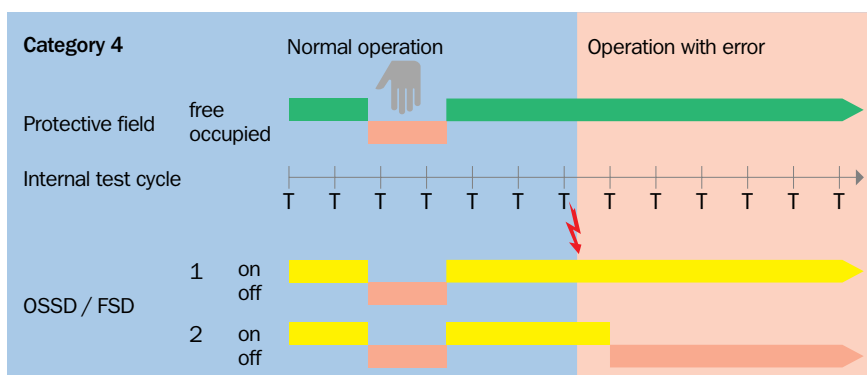 Category 4
Normal operation
Operation with error
Protective field
free
occupied
Internal test cycle
T T T T T T T T T T T T T
OSSD / FSD
1 on
off
2 on
off